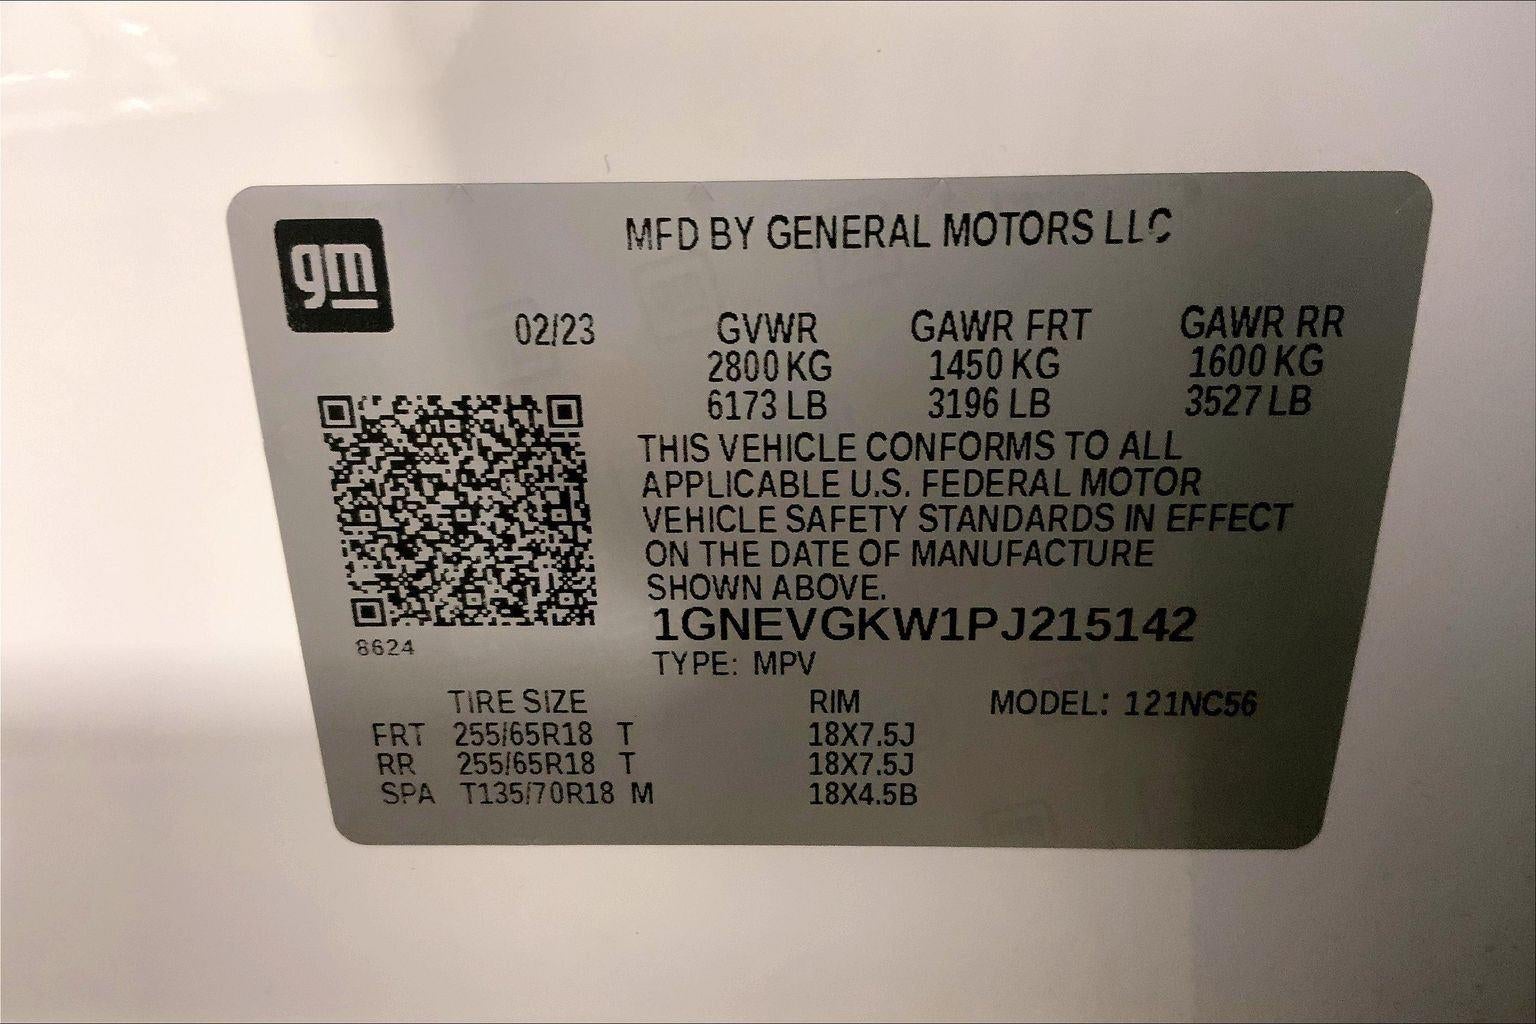 gm
MFD BY GENERAL MOTORS LLC
02/23 GVWR GAWR FRT GAWR RR
2800 KG 1450 KG 1600 KG
6173 LB 3196 LB 3527 LB
THIS VEHICLE CONFORMS TO ALL
APPLICABLE U.S. FEDERAL MOTOR
VEHICLE SAFETY STANDARDS IN EFFECT
ON THE DATE OF MANUFACTURE
SHOWN ABOVE.
1GNEVGKW1PJ215142
8624
TYPE: MPV
TIRE SIZE RIM MODEL: 121NC56
FRT 255/65R18 T 18X7.5J
RR 255/65R18 T 18X7.5J
SPA T135/70R18 M 18X4.5B